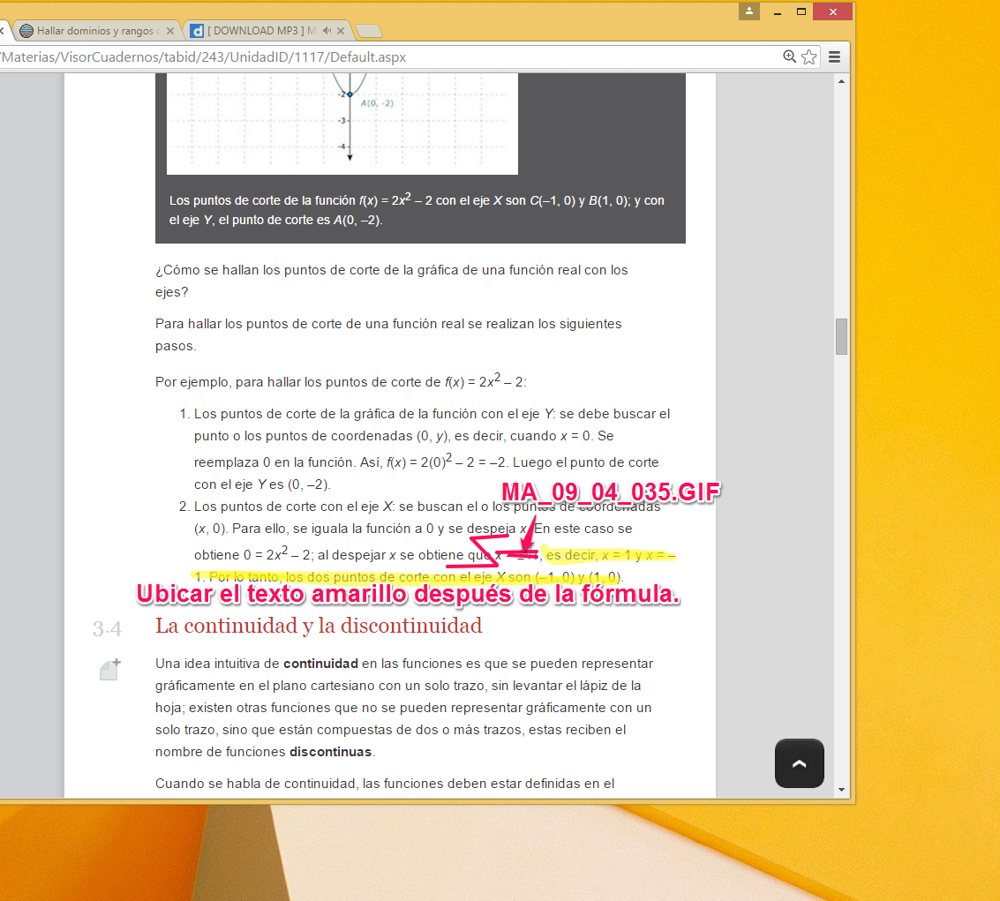 Hallar dominios y rangos
[ DOWNLOAD MP3 ] M
/Materias/VisorCuadernos/tabid/243/UnidadID/1117/Default.aspx
-2
A(0, -2)
-3
-4
Los puntos de corte de la función f(x) = 2x² – 2 con el eje X son C(–1, 0) y B(1, 0); y con
el eje Y, el punto de corte es A(0, –2).
¿Cómo se hallan los puntos de corte de la gráfica de una función real con los
ejes?
Para hallar los puntos de corte de una función real se realizan los siguientes
pasos.
Por ejemplo, para hallar los puntos de corte de f(x) = 2x² – 2:
1. Los puntos de corte de la gráfica de la función con el eje Y: se debe buscar el
punto o los puntos de coordenadas (0, y), es decir, cuando x = 0. Se
reemplaza 0 en la función. Así, f(x) = 2(0)² – 2 = –2. Luego el punto de corte
con el eje Y es (0, –2).
MA_09_04_035.GIF
2. Los puntos de corte con el eje X: se buscan el o los puntos de coordenadas
(x, 0). Para ello, se iguala la función a 0 y se despeja x. En este caso se
obtiene 0 = 2x² – 2; al despejar x se obtiene que x = , es decir, x = 1 y x = –
1. Por lo tanto, los dos puntos de corte con el eje X son (–1, 0) y (1, 0).
Ubicar el texto amarillo después de la fórmula.
3.4 La continuidad y la discontinuidad
Una idea intuitiva de continuidad en las funciones es que se pueden representar
gráficamente en el plano cartesiano con un solo trazo, sin levantar el lápiz de la
hoja; existen otras funciones que no se pueden representar gráficamente con un
solo trazo, sino que están compuestas de dos o más trazos, estas reciben el
nombre de funciones discontinuas.
Cuando se habla de continuidad, las funciones deben estar definidas en el